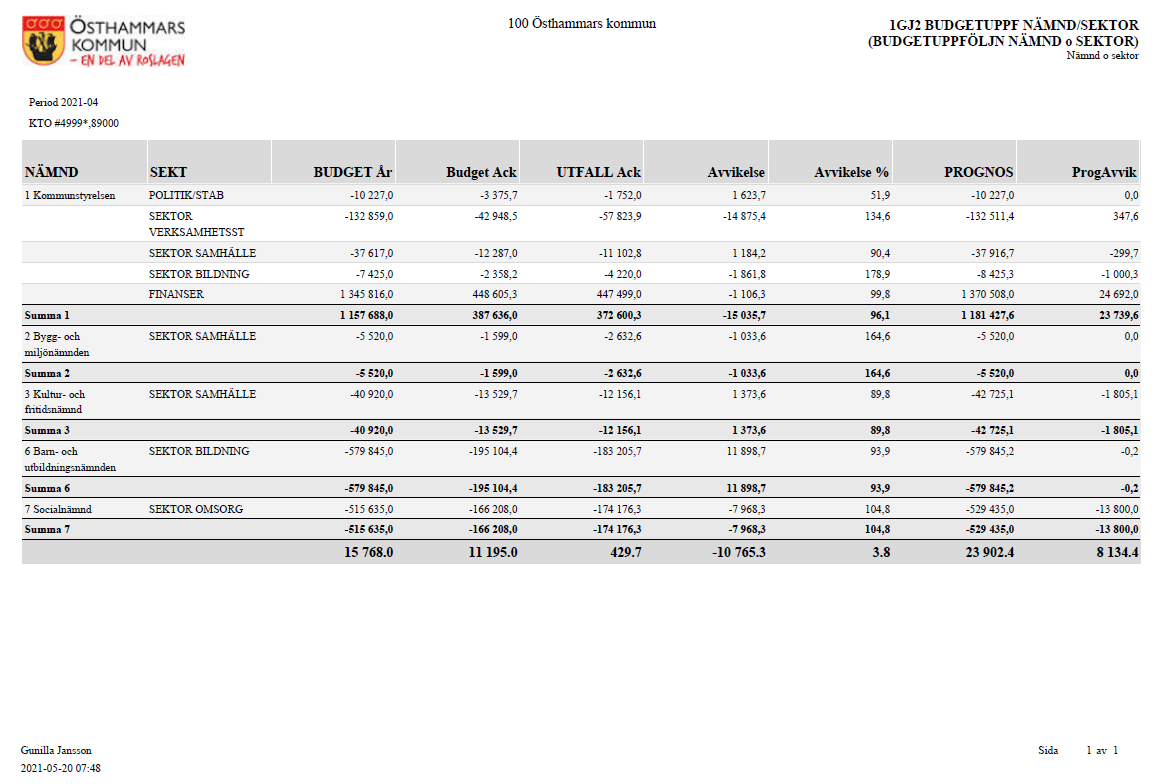 ÖSTHAMMARS
KOMMUN
– EN DEL AV ROSLAGEN
100 Östhammars kommun
1GJ2 BUDGETUPPF NÄMND/SEKTOR
(BUDGETUPPFÖLJN NÄMND o SEKTOR)
Nämnd o sektor
Period 2021-04
KTO #4999*,89000
NÄMND SEKT BUDGET År Budget Ack UTFALL Ack Avvikelse Avvikelse % PROGNOS ProgAvvik
1 Kommunstyrelsen POLITIK/STAB -10 227,0 -3 375,7 -1 752,0 1 623,7 51,9 -10 227,0 0,0
SEKTOR -132 859,0 -42 948,5 -57 823,9 -14 875,4 134,6 -132 511,4 347,6
VERKSAMHETSST
SEKTOR SAMHÄLLE -37 617,0 -12 287,0 -11 102,8 1 184,2 90,4 -37 916,7 -299,7
SEKTOR BILDNING -7 425,0 -2 358,2 -4 220,0 -1 861,8 178,9 -8 425,3 -1 000,3
FINANSER 1 345 816,0 448 605,3 447 499,0 -1 106,3 99,8 1 370 508,0 24 692,0
Summa 1 1 157 688,0 387 636,0 372 600,3 -15 035,7 96,1 1 181 427,6 23 739,6
2 Bygg- och SEKTOR SAMHÄLLE -5 520,0 -1 599,0 -2 632,6 -1 033,6 164,6 -5 520,0 0,0
miljönämnden
Summa 2 -5 520,0 -1 599,0 -2 632,6 -1 033,6 164,6 -5 520,0 0,0
3 Kultur- och SEKTOR SAMHÄLLE -40 920,0 -13 529,7 -12 156,1 1 373,6 89,8 -42 725,1 -1 805,1
fritidsnämnd
Summa 3 -40 920,0 -13 529,7 -12 156,1 1 373,6 89,8 -42 725,1 -1 805,1
6 Barn- och SEKTOR BILDNING -579 845,0 -195 104,4 -183 205,7 11 898,7 93,9 -579 845,2 -0,2
utbildningsnämnden
Summa 6 -579 845,0 -195 104,4 -183 205,7 11 898,7 93,9 -579 845,2 -0,2
7 Socialnämnd SEKTOR OMSORG -515 635,0 -166 208,0 -174 176,3 -7 968,3 104,8 -529 435,0 -13 800,0
Summa 7 -515 635,0 -166 208,0 -174 176,3 -7 968,3 104,8 -529 435,0 -13 800,0
15 768.0 11 195.0 429.7 -10 765.3 3.8 23 902.4 8 134.4
Gunilla Jansson Sida 1 av 1
2021-05-20 07:48